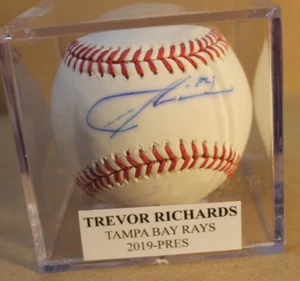 TREVOR RICHARDS
TAMPA BAY RAYS
2019-PRES